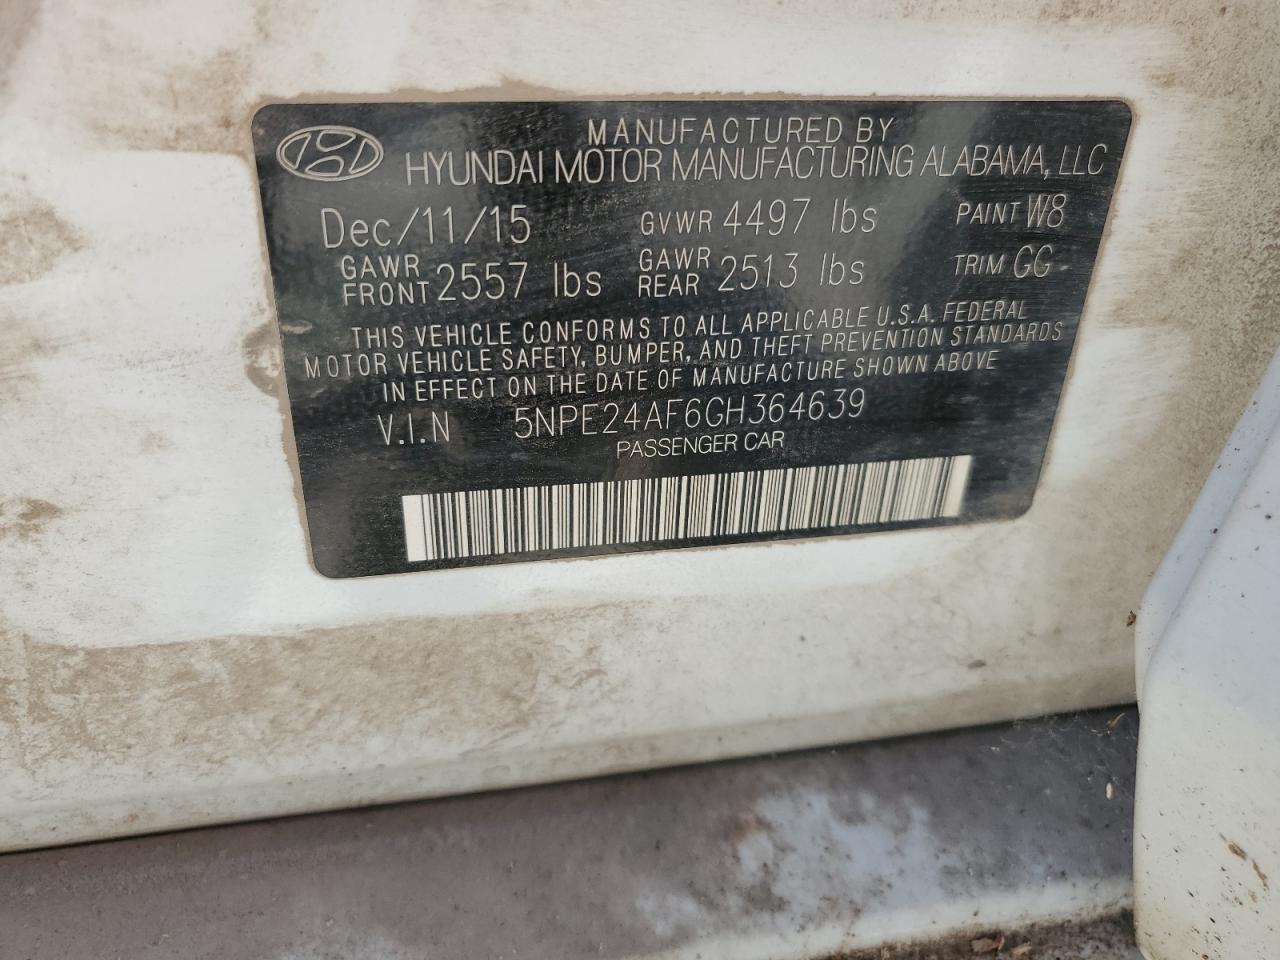 MANUFACTURED BY
HYUNDAI MOTOR MANUFACTURING ALABAMA, LLC
Dec/11/15 GVWR 4497 lbs PAINT W8
GAWR FRONT 2557 lbs GAWR REAR 2513 lbs TRIM GG
THIS VEHICLE CONFORMS TO ALL APPLICABLE U.S.A. FEDERAL
MOTOR VEHICLE SAFETY, BUMPER, AND THEFT PREVENTION STANDARDS
IN EFFECT ON THE DATE OF MANUFACTURE SHOWN ABOVE
V.I.N 5NPE24AF6GH364639
PASSENGER CAR